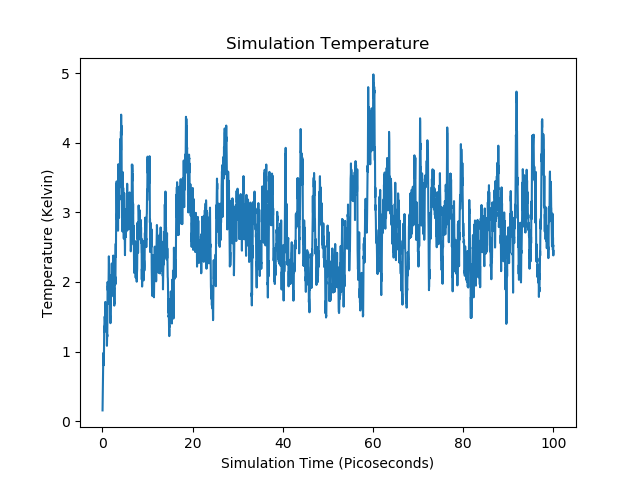 Simulation Temperature
Temperature (Kelvin)
5
4
3
2
1
0
0 20 40 60 80 100
Simulation Time (Picoseconds)